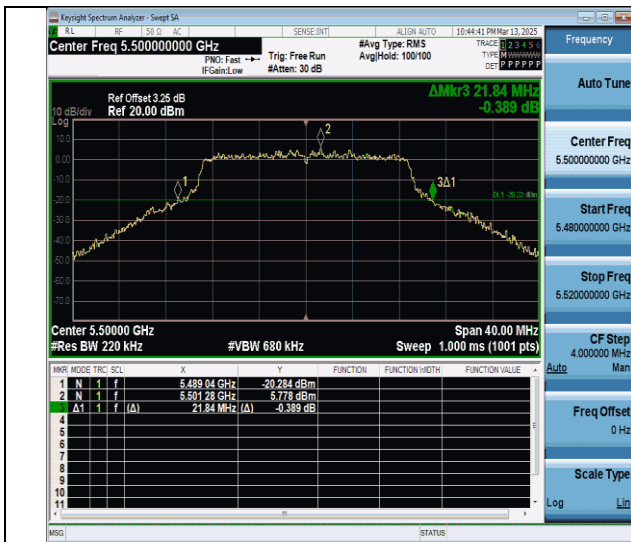 Keysight Spectrum Analyzer - Swept SA
RL RF 50 Ω AC SENSE:INT ALIGN AUTO 10:44:41 PM Mar 13, 2025
Center Freq 5.500000000 GHz
#Avg Type: RMS
TRACE 1 2 3 4 5 6
PNO: Fast
Trig: Free Run
Avg|Hold: 100/100
TYPE M WWWWW
IFGain:Low
#Atten: 30 dB
DET P P P P P P
ΔMkr3 21.84 MHz
Ref Offset 3.25 dB
10 dB/div Ref 20.00 dBm
-0.389 dB
Log
10.0
0.00
-10.0
-20.0
-30.0
-40.0
-50.0
-60.0
-70.0
1
2
3Δ1
DL1 -20.22 dBm
Center 5.50000 GHz
Span 40.00 MHz
#Res BW 220 kHz
#VBW 680 kHz
Sweep 1.000 ms (1001 pts)
MKR MODE TRC SCL X Y FUNCTION FUNCTION WIDTH FUNCTION VALUE
1 N 1 f 5.489 04 GHz -20.284 dBm
2 N 1 f 5.501 28 GHz 5.778 dBm
3 Δ1 1 f (Δ) 21.84 MHz (Δ) -0.389 dB
4
5
6
7
8
9
10
11
MSG
STATUS
Frequency
Auto Tune
Center Freq
5.500000000 GHz
Start Freq
5.480000000 GHz
Stop Freq
5.520000000 GHz
CF Step
4.000000 MHz
Auto Man
Freq Offset
0 Hz
Scale Type
Log Lin